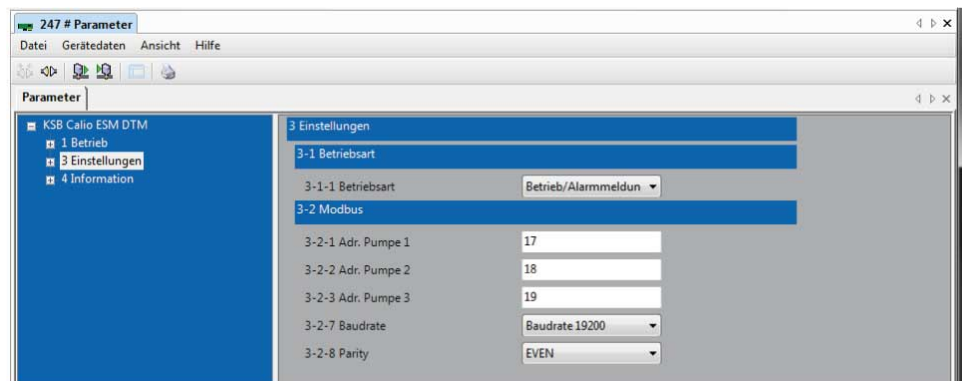 247 # Parameter
Datei Gerätedaten Ansicht Hilfe
Parameter
KSB Calio ESM DTM
1 Betrieb
3 Einstellungen
4 Information
3 Einstellungen
3-1 Betriebsart
3-1-1 Betriebsart Betrieb/Alarmmeldun
3-2 Modbus
3-2-1 Adr. Pumpe 1 17
3-2-2 Adr. Pumpe 2 18
3-2-3 Adr. Pumpe 3 19
3-2-7 Baudrate Baudrate 19200
3-2-8 Parity EVEN